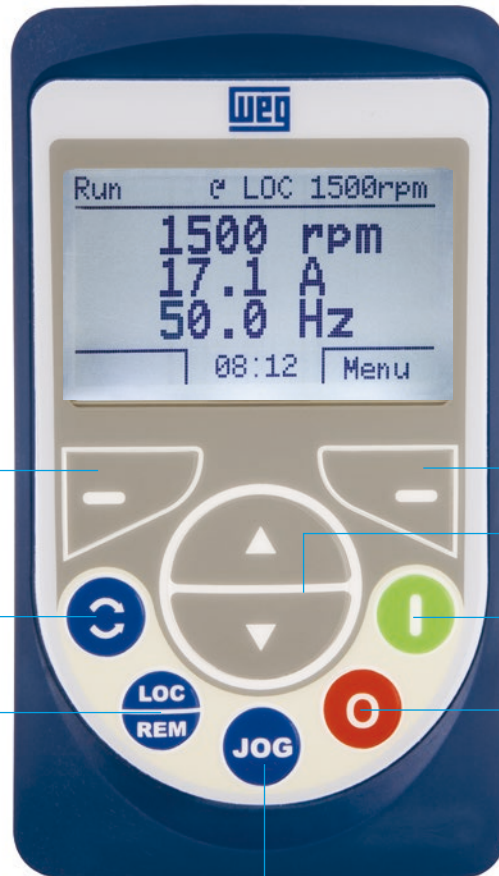 WEG
Run LOC 1500rpm
1500 rpm
17.1 A
50.0 Hz
08:12 Menu
LOC
REM
JOG
I
O